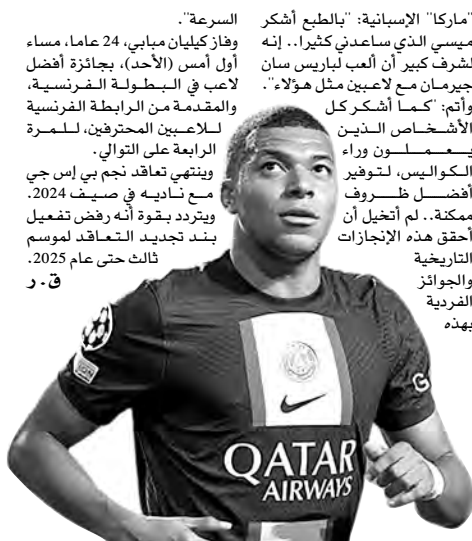 "ماركا" الإسبانية: "بالطبع أشكر
ميسي الذي ساعدني كثيرا.. إنه
لشرف كبير أن ألعب لباريس سان
جيرمان مع لاعبين مثل هؤلاء".
وأتم: "كما أشكر كل
الأشخاص الذين
يعملون وراء
الكواليس، لتوفير
أفضل ظروف
ممكنة.. لم أتخيل أن
أحقق هذه الإنجازات
التاريخية
والجوائز
الفردية
بهذه
السرعة".
وفاز كيليان مبابي، 24 عاما، مساء
أول أمس (الأحد)، بجائزة أفضل
لاعب في البطولة الفرنسية،
والمقدمة من الرابطة الفرنسية
للاعبين المحترفين، للمرة
الرابعة على التوالي.
وينتهي تعاقد نجم بي إس جي
مع ناديه في صيف 2024.
ويتردد بقوة أنه رفض تفعيل
بند تجديد التعاقد لموسم
ثالث حتى عام 2025.
ق.ر
QATAR
AIRWAYS
G